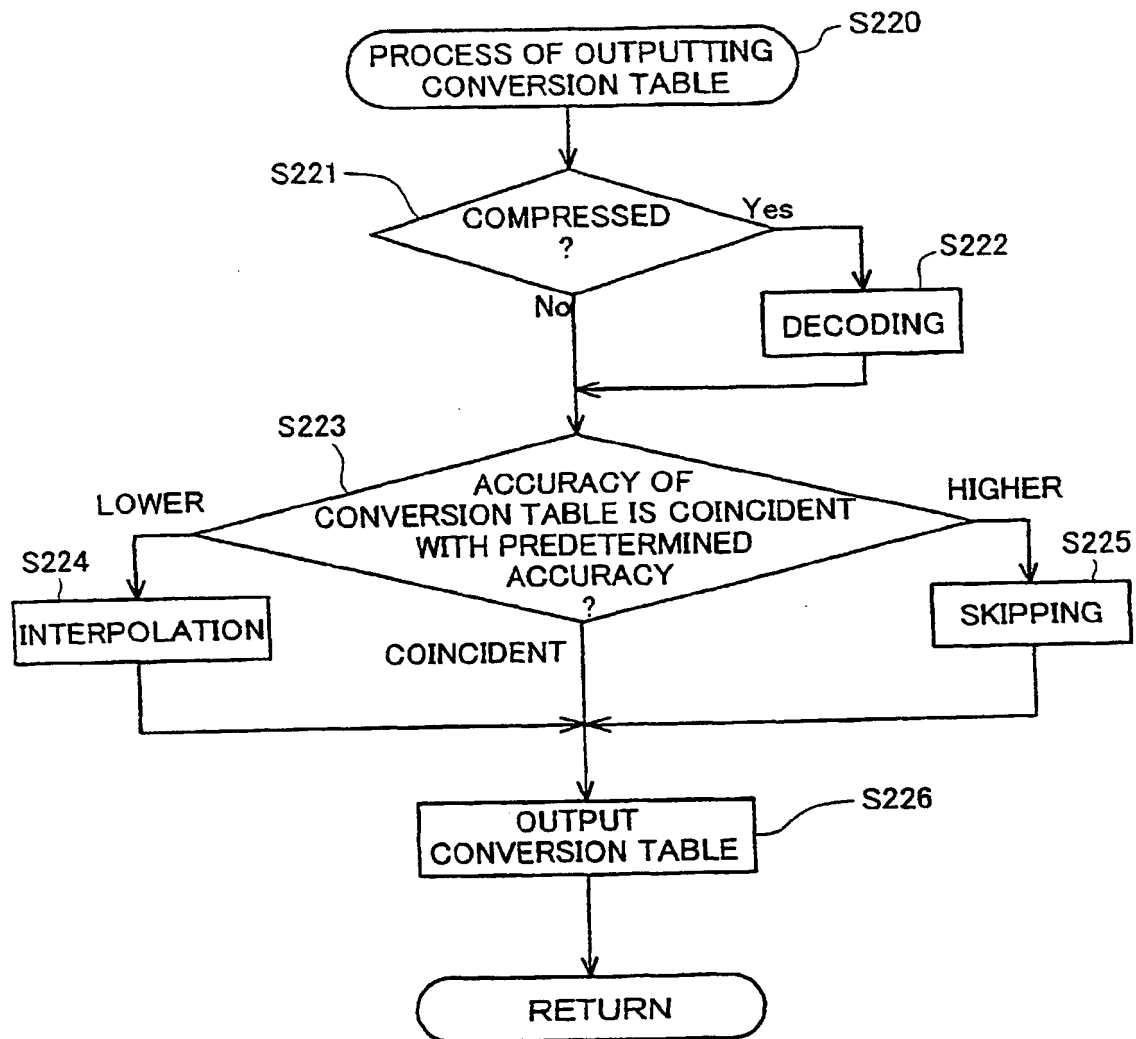 S220
PROCESS OF OUTPUTTING
CONVERSION TABLE
S221
COMPRESSED
?
Yes
No
S222
DECODING
S223
ACCURACY OF
CONVERSION TABLE IS COINCIDENT
WITH PREDETERMINED
ACCURACY
?
LOWER
HIGHER
S224
INTERPOLATION
COINCIDENT
S225
SKIPPING
OUTPUT
CONVERSION TABLE
S226
RETURN